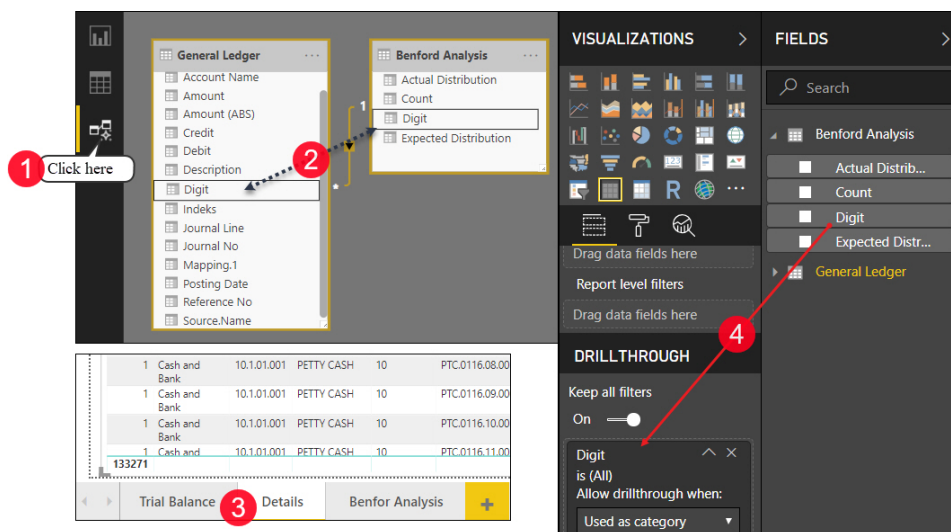 General Ledger ...
Account Name
Amount
Amount (ABS)
Credit
Debit
Description
Digit
Indeks
Journal Line
Journal No
Mapping.1
Posting Date
Reference No
Source.Name
Benford Analysis ...
Actual Distribution
Count
Digit
Expected Distribution
1
*
1
Click here
2
1 Cash and Bank 10.1.01.001 PETTY CASH 10 PTC.0116.08.00
1 Cash and Bank 10.1.01.001 PETTY CASH 10 PTC.0116.09.00
1 Cash and Bank 10.1.01.001 PETTY CASH 10 PTC.0116.10.00
1 Cash and 10.1.01.001 PETTY CASH 10 PTC.0116.11.00
133271
Trial Balance 3 Details Benfor Analysis +
VISUALIZATIONS >
123
R ...
Drag data fields here
Report level filters
Drag data fields here
4
DRILLTHROUGH
Keep all filters
On
Digit
is (All)
Allow drillthrough when:
Used as category
FIELDS >
Search
Benford Analysis
Actual Distrib...
Count
Digit
Expected Distr...
General Ledger